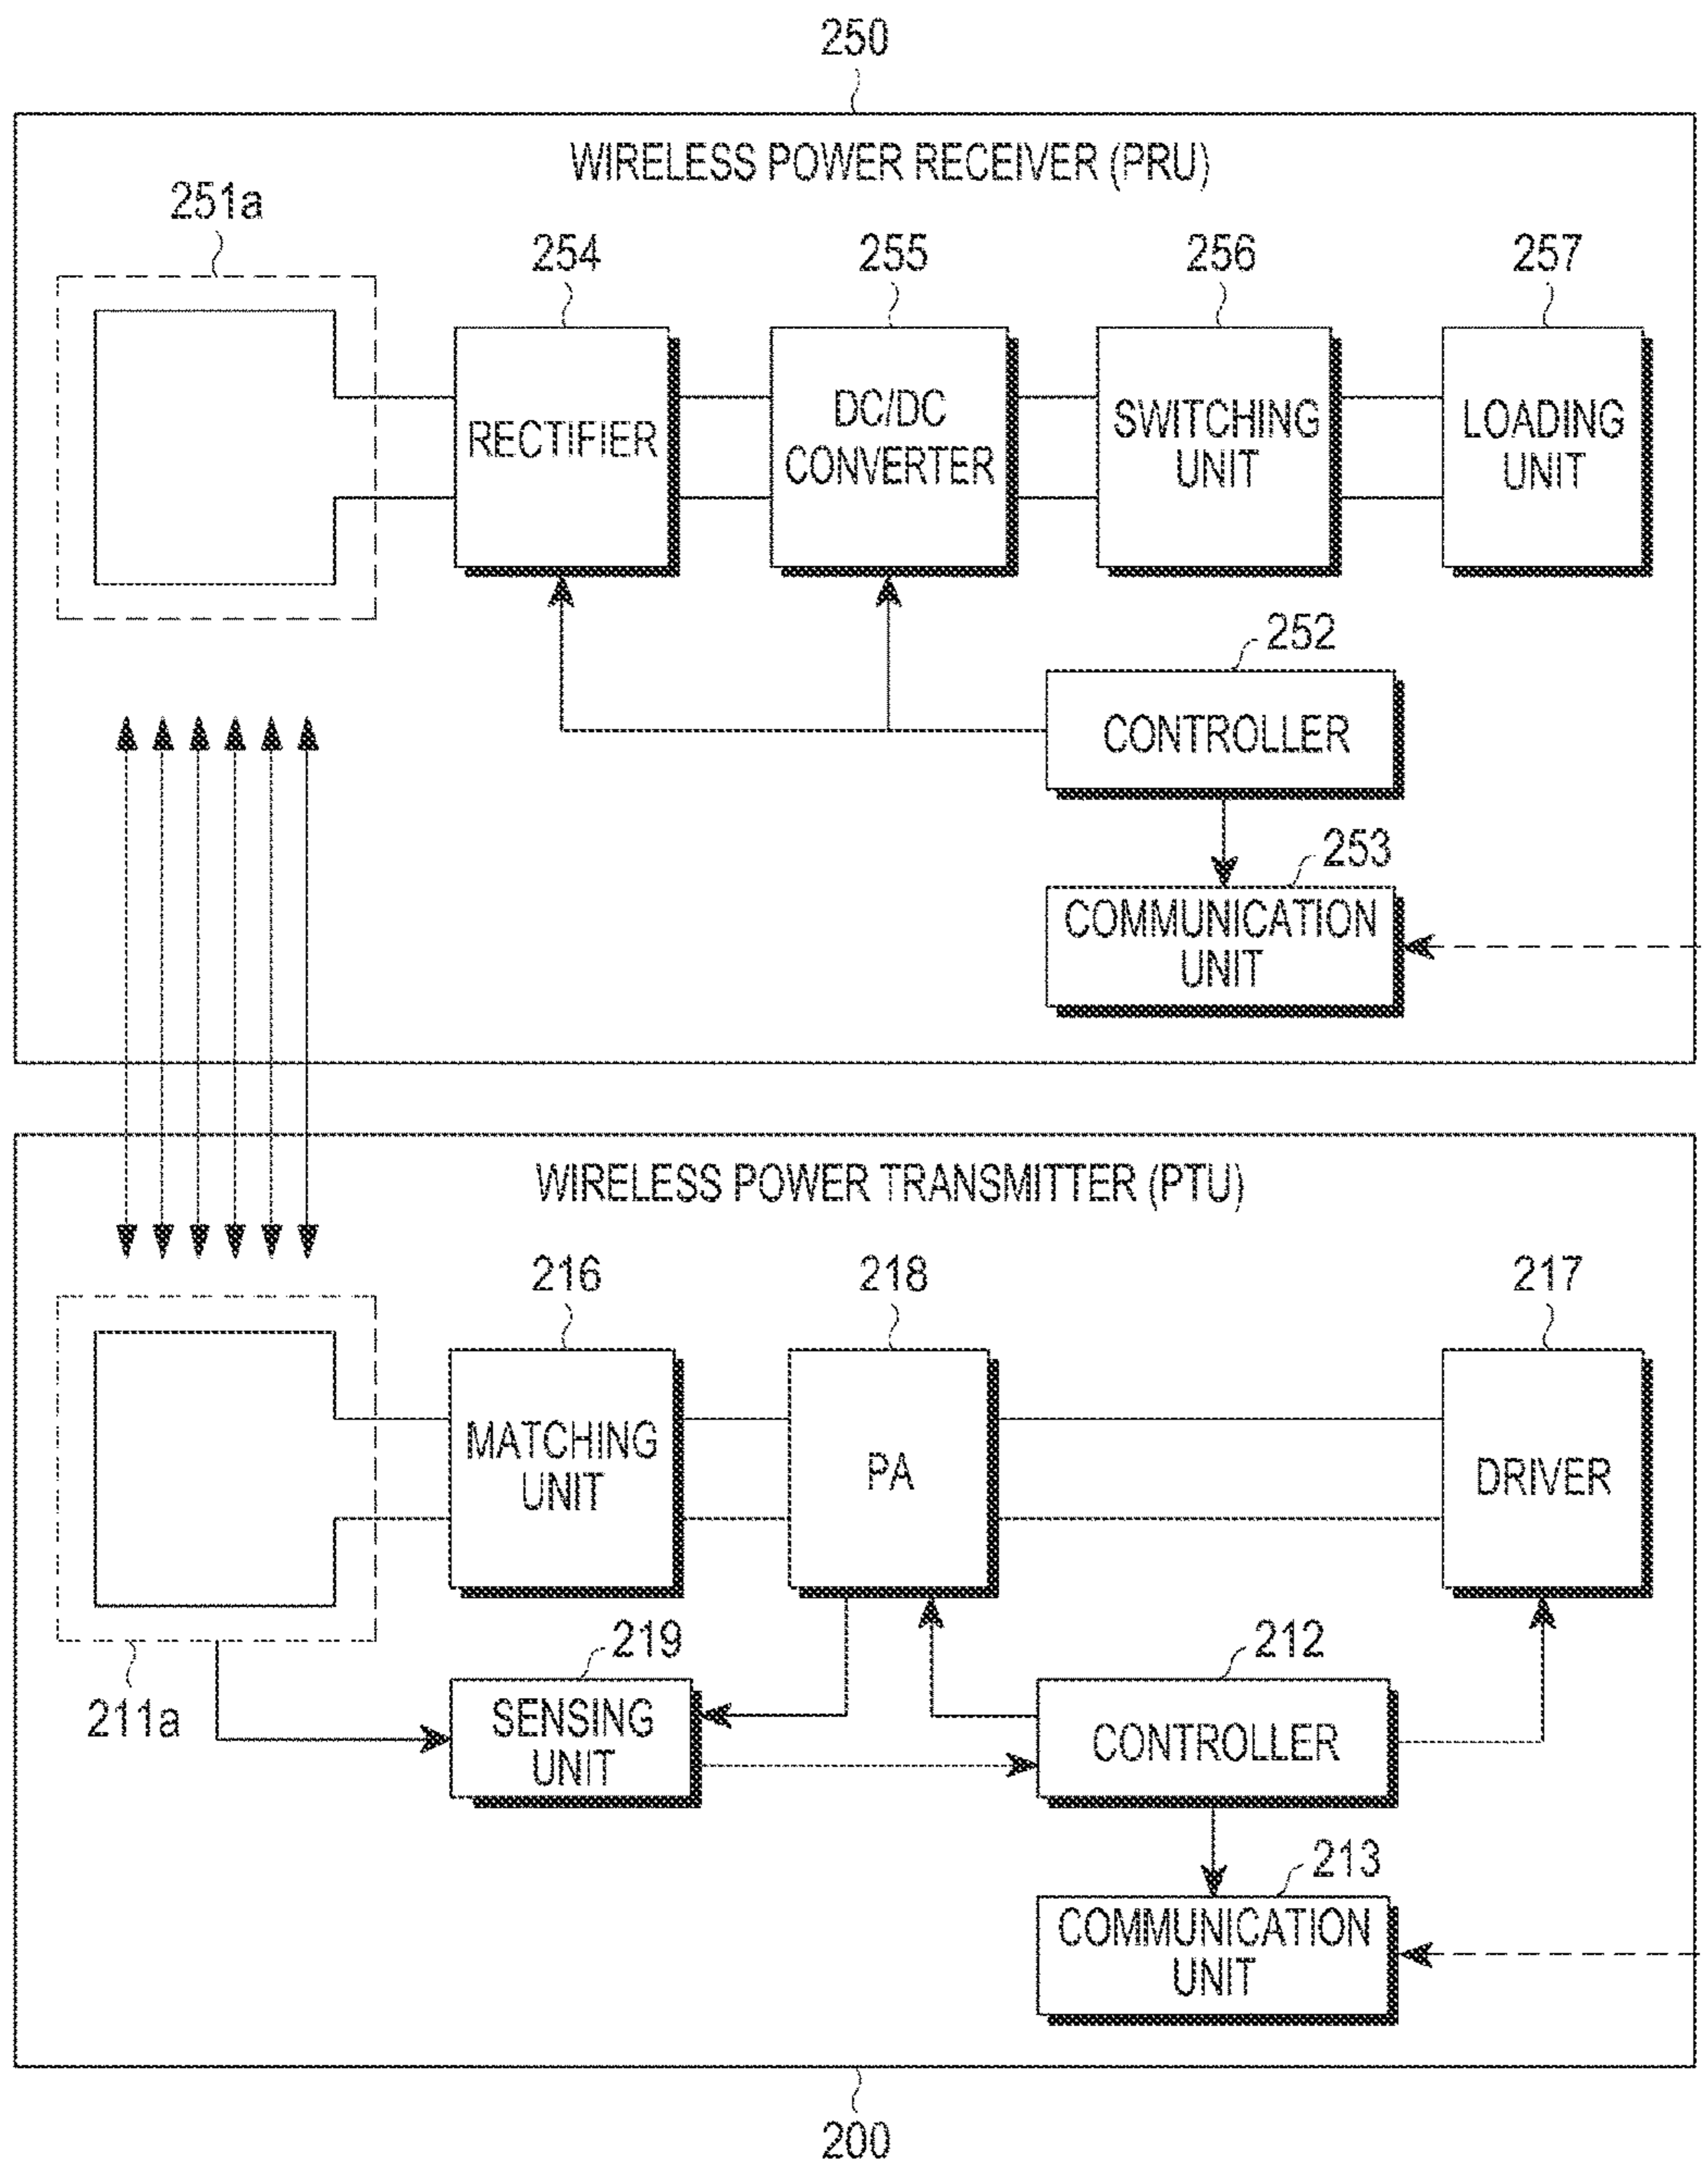 250
WIRELESS POWER RECEIVER (PRU)
251a
254
255
256
257
RECTIFIER
DC/DC
CONVERTER
SWITCHING
UNIT
LOADING
UNIT
252
CONTROLLER
253
COMMUNICATION
UNIT
WIRELESS POWER TRANSMITTER (PTU)
216
218
217
MATCHING
UNIT
PA
DRIVER
211a
219
SENSING
UNIT
212
CONTROLLER
213
COMMUNICATION
UNIT
200